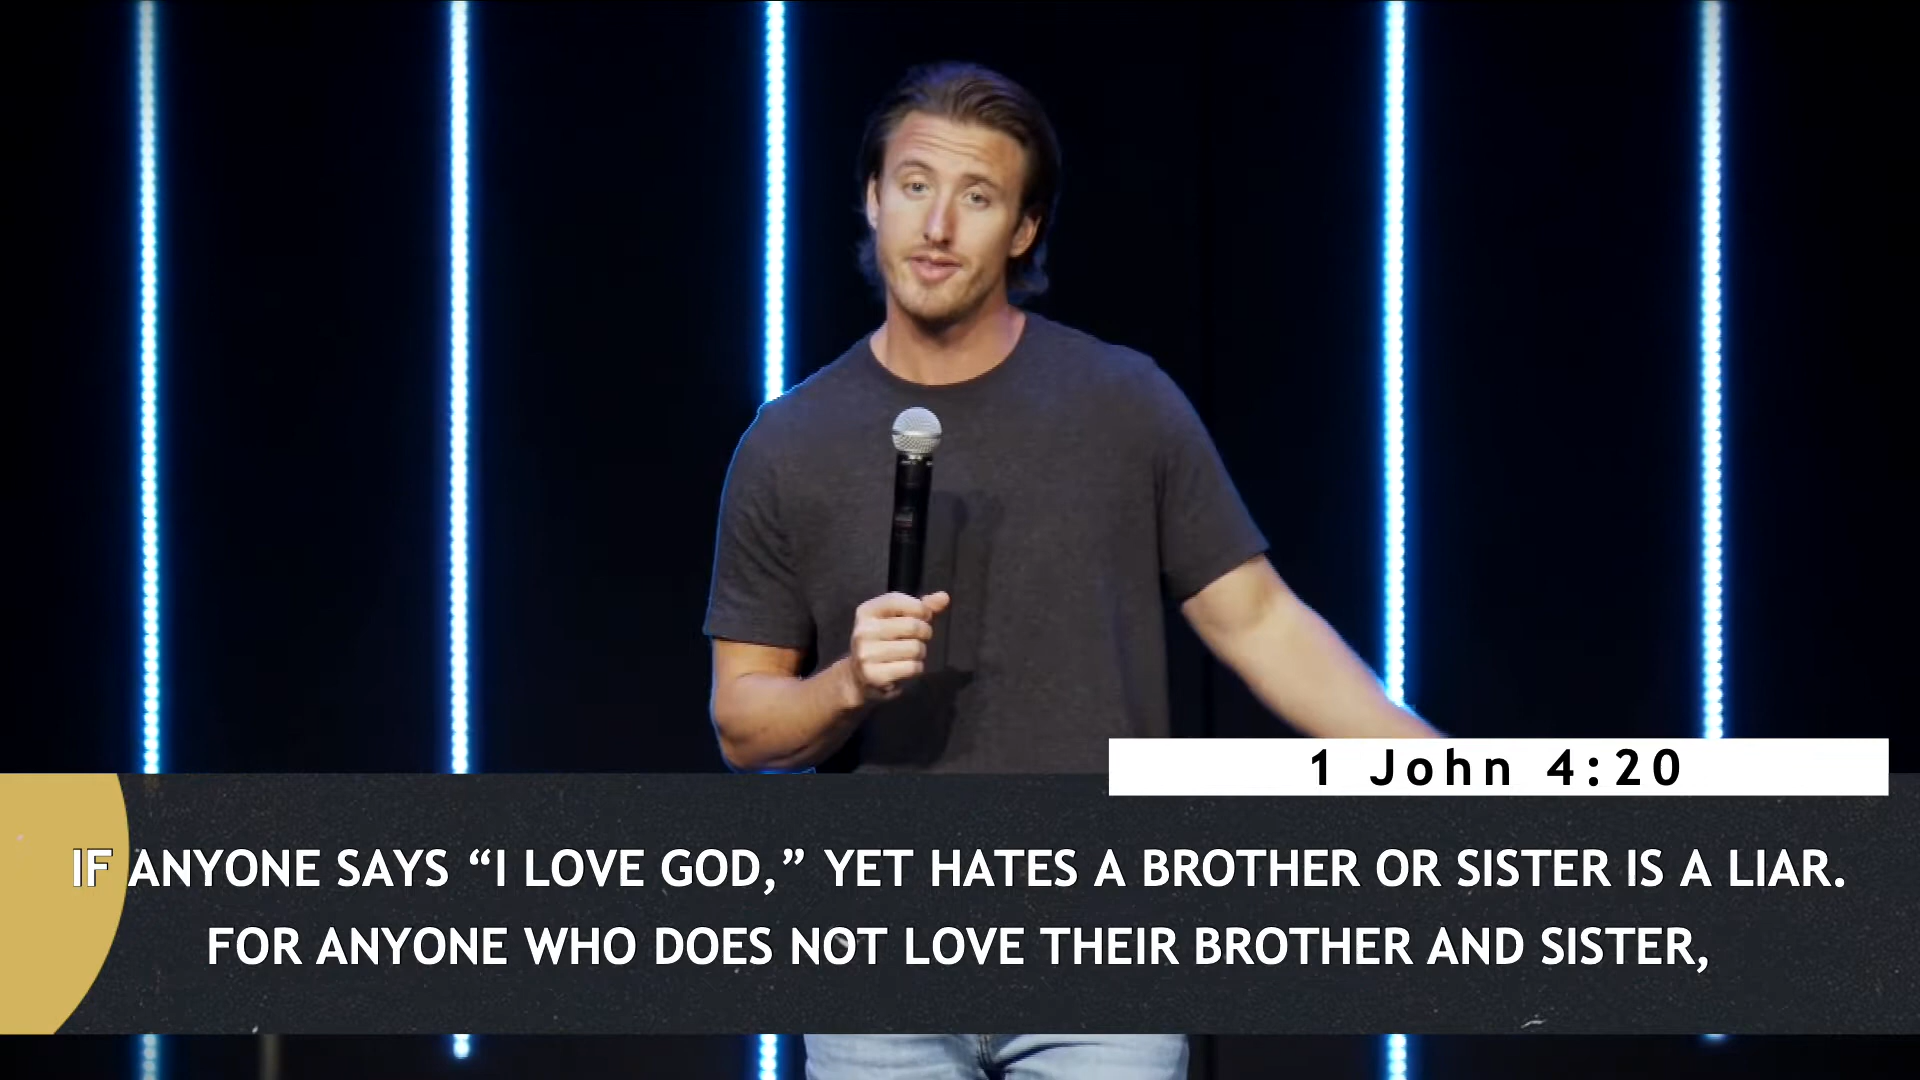 1 John 4:20
IF ANYONE SAYS “I LOVE GOD,” YET HATES A BROTHER OR SISTER IS A LIAR.
FOR ANYONE WHO DOES NOT LOVE THEIR BROTHER AND SISTER,